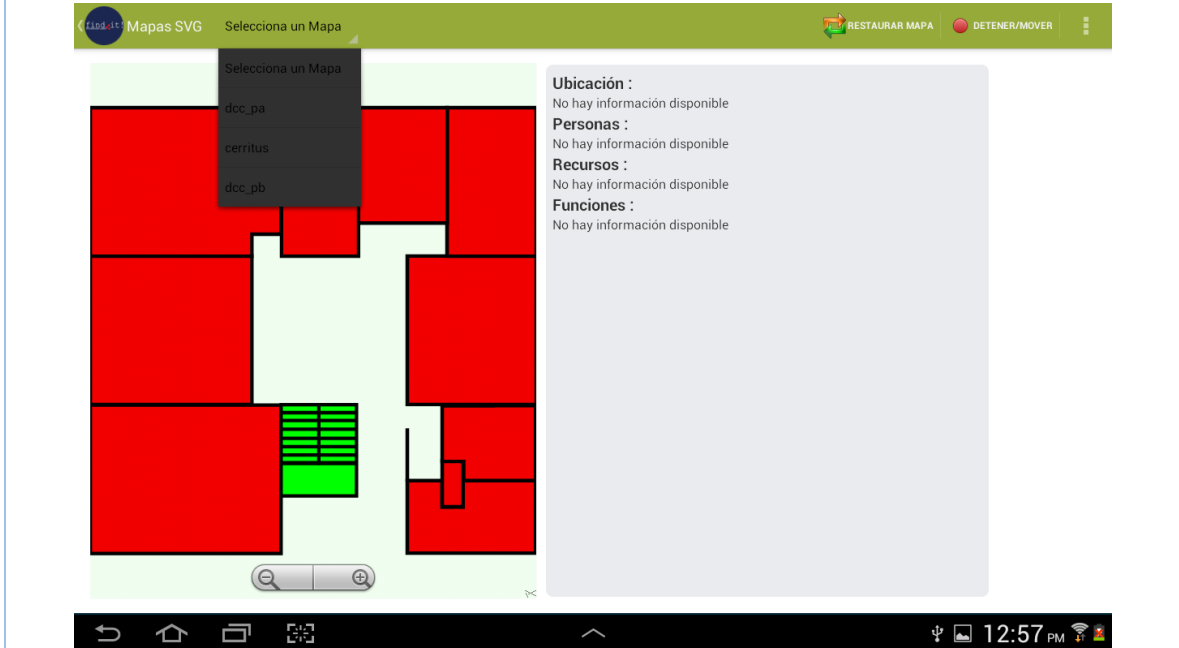 find it!
Mapas SVG
Selecciona un Mapa
RESTAURAR MAPA
DETENER/MOVER
Selecciona un Mapa
dcc_pa
cerritus
dcc_pb
Ubicación :
No hay información disponible
Personas :
No hay información disponible
Recursos :
No hay información disponible
Funciones :
No hay información disponible
12:57 PM